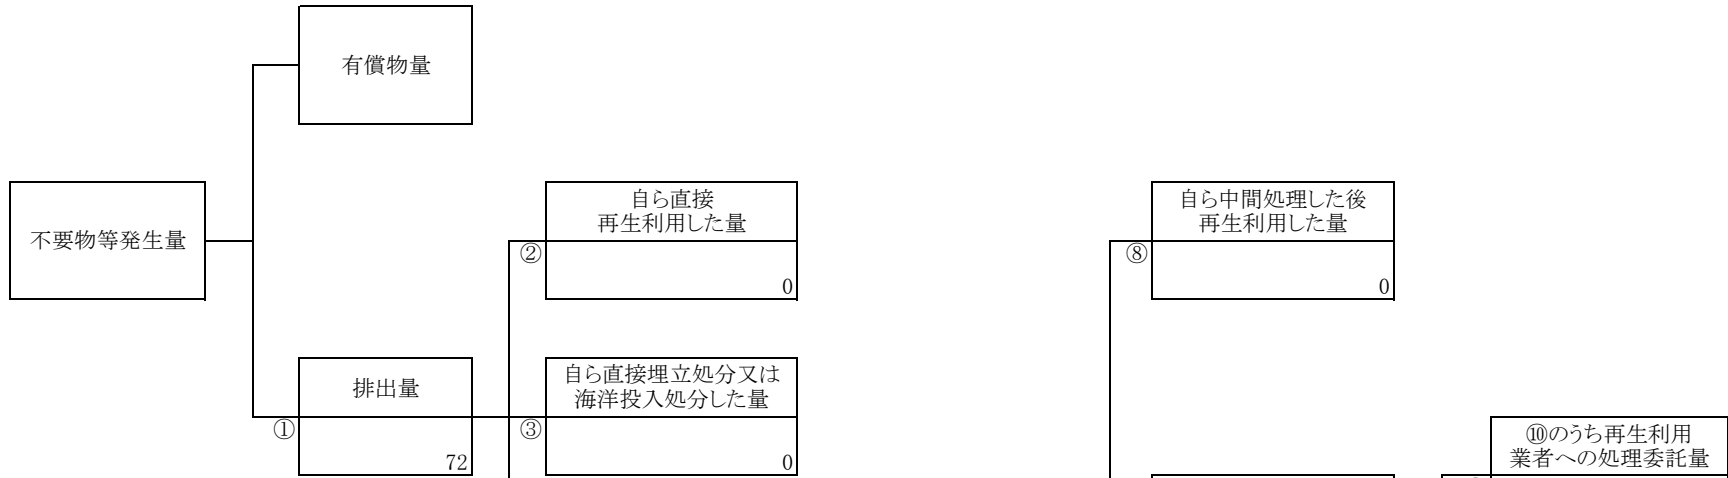 有償物量
不要物等発生量
自ら直接
再生利用した量
②
0
自ら中間処理した後
再生利用した量
⑧
0
排出量
①
72
自ら直接埋立処分又は
海洋投入処分した量
③
0
⑩のうち再生利用
業者への処理委託量